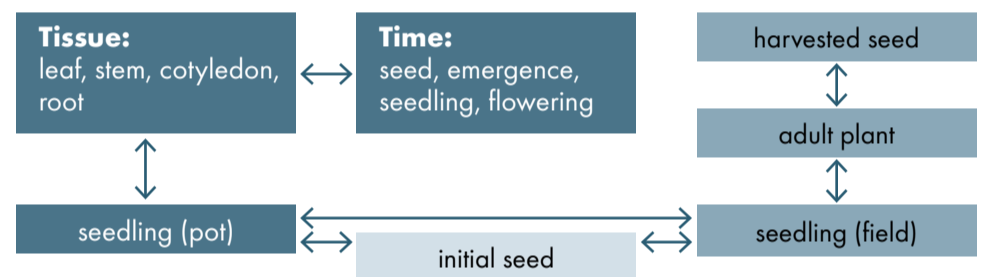 Tissue:
leaf, stem, cotyledon,
root
Time:
seed, emergence,
seedling, flowering
harvested seed
adult plant
seedling (pot)
initial seed
seedling (field)